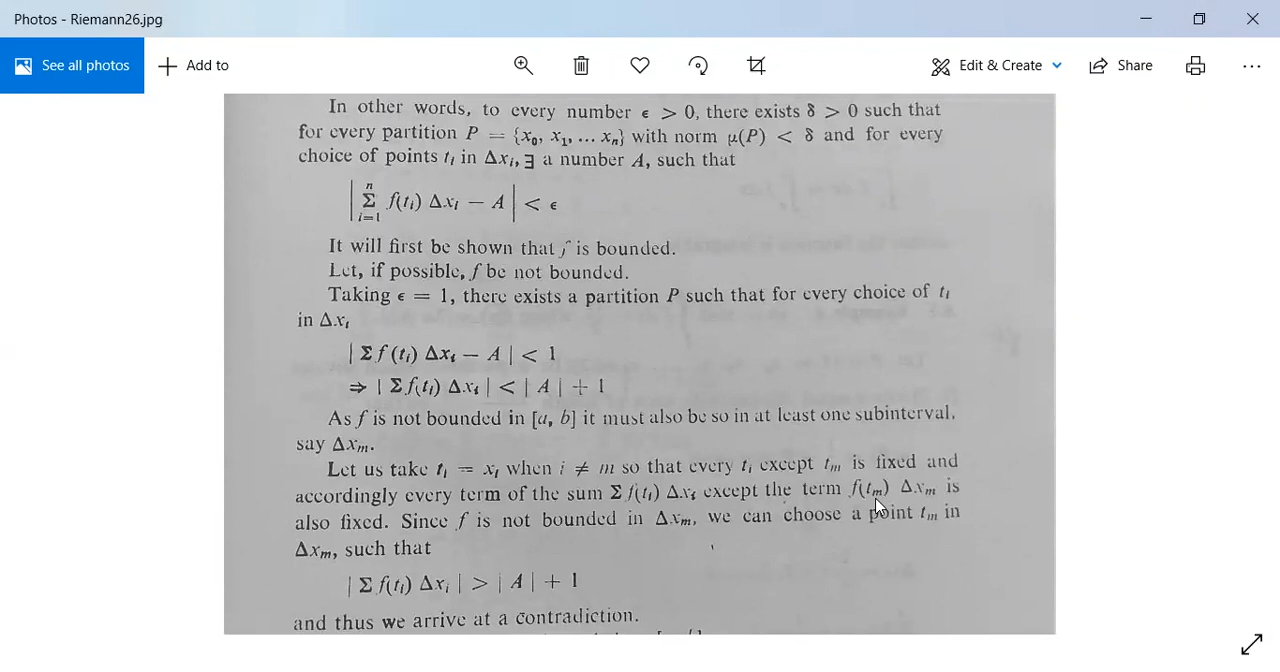 Photos - Riemann26.jpg
See all photos
Add to
Edit & Create
Share
In other words, to every number ϵ > 0, there exists δ > 0 such that
for every partition P = {x₀, x₁, ... xₙ} with norm μ(P) < δ and for every
choice of points tᵢ in Δxᵢ, ∃ a number A, such that
| n Σ i=1 f(tᵢ) Δxᵢ − A | < ϵ
It will first be shown that f is bounded.
Let, if possible, f be not bounded.
Taking ϵ = 1, there exists a partition P such that for every choice of tᵢ
in Δxᵢ
| Σ f(tᵢ) Δxᵢ − A | < 1
⇒ | Σ f(tᵢ) Δxᵢ | < | A | + 1
As f is not bounded in [a, b] it must also be so in at least one subinterval,
say Δxₘ.
Let us take tᵢ = xᵢ when i ≠ m so that every tᵢ except tₘ is fixed and
accordingly every term of the sum Σ f(tᵢ) Δxᵢ except the term f(tₘ) Δxₘ is
also fixed. Since f is not bounded in Δxₘ, we can choose a point tₘ in
Δxₘ, such that
| Σ f(tᵢ) Δxᵢ | > | A | + 1
and thus we arrive at a contradiction.